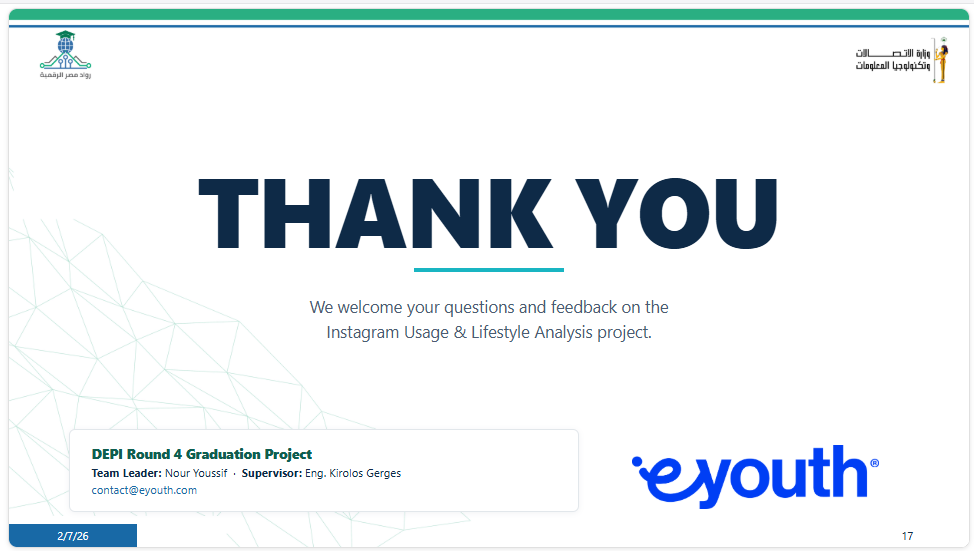 رواد مصر الرقمية
وزارة الاتصــــــالات
وتكنولوجيا المعلومات
THANK YOU
We welcome your questions and feedback on the
Instagram Usage & Lifestyle Analysis project.
DEPI Round 4 Graduation Project
Team Leader: Nour Youssif · Supervisor: Eng. Kirolos Gerges
contact@eyouth.com
eyouth®
2/7/26
17